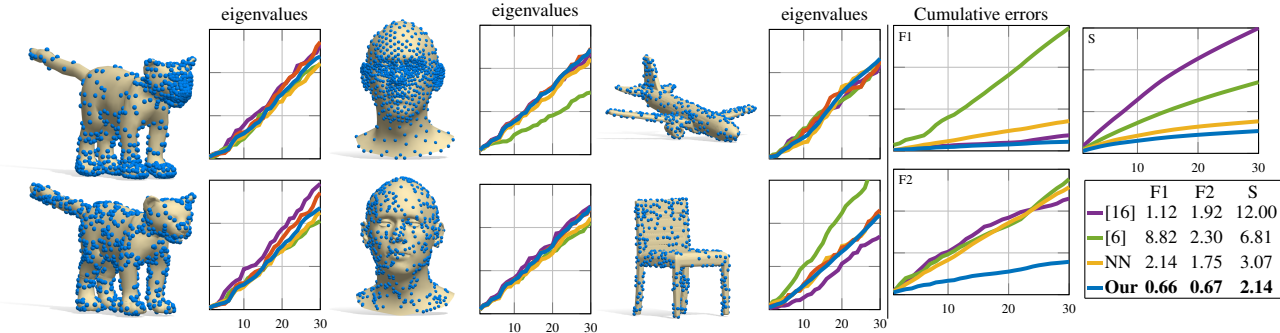 eigenvalues
eigenvalues
eigenvalues
Cumulative errors
F1
S
10 20 30
F2
10 20 30
10 20 30
10 20 30
10 20 30
F1 F2 S
[16] 1.12 1.92 12.00
[6] 8.82 2.30 6.81
NN 2.14 1.75 3.07
Our 0.66 0.67 2.14